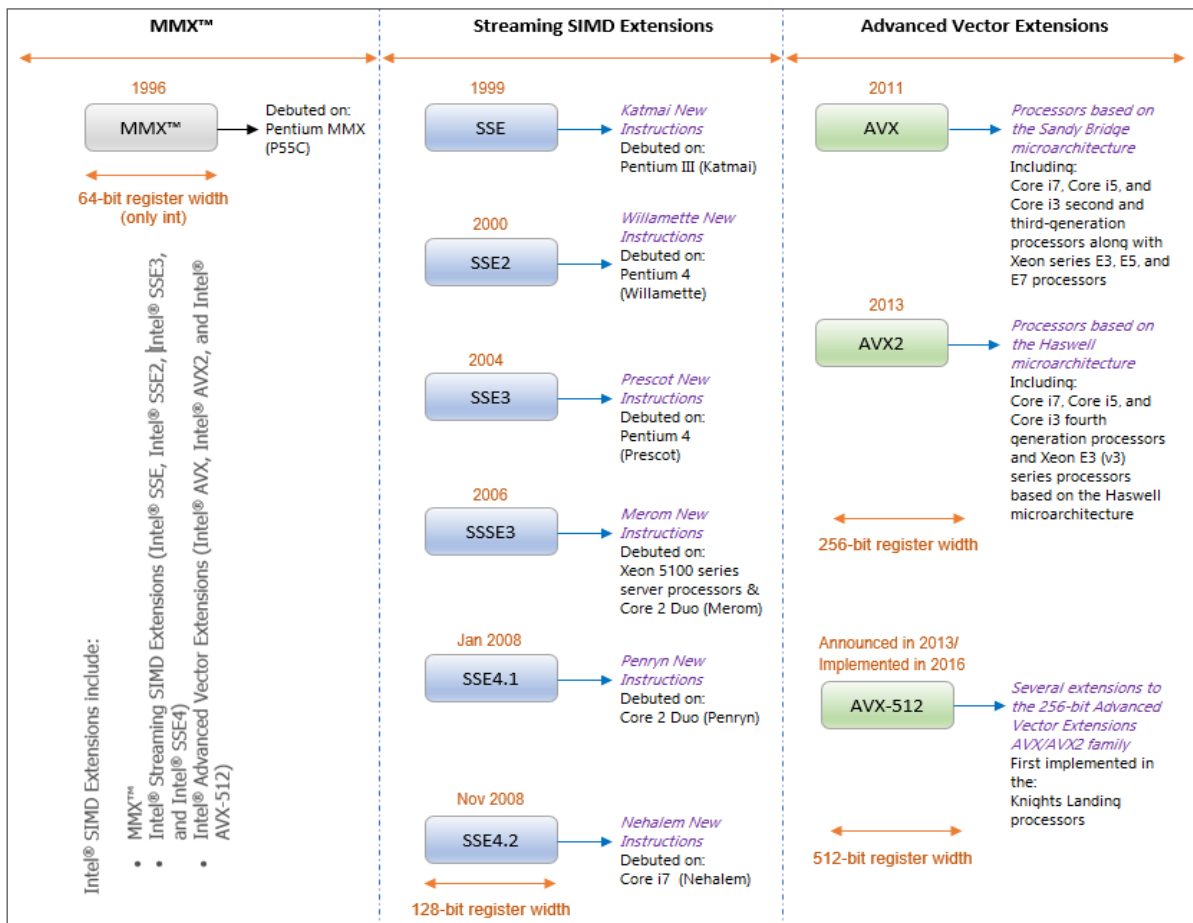 MMX™
1996
MMX™
Debuted on:
Pentium MMX
(P55C)
64-bit register width
(only int)
Intel® SIMD Extensions include:
• MMX™
• Intel® Streaming SIMD Extensions (Intel® SSE, Intel® SSE2, Intel® SSE3,
and Intel® SSE4)
• Intel® Advanced Vector Extensions (Intel® AVX, Intel® AVX2, and Intel®
AVX-512)
Streaming SIMD Extensions
1999
SSE
Katmai New
Instructions
Debuted on:
Pentium III (Katmai)
2000
SSE2
Willamette New
Instructions
Debuted on:
Pentium 4
(Willamette)
2004
SSE3
Prescot New
Instructions
Debuted on:
Pentium 4
(Prescot)
2006
SSSE3
Merom New
Instructions
Debuted on:
Xeon 5100 series
server processors &
Core 2 Duo (Merom)
Jan 2008
SSE4.1
Penryn New
Instructions
Debuted on:
Core 2 Duo (Penryn)
Nov 2008
SSE4.2
Nehalem New
Instructions
Debuted on:
Core i7 (Nehalem)
128-bit register width
Advanced Vector Extensions
2011
AVX
Processors based on
the Sandy Bridge
microarchitecture
Including:
Core i7, Core i5, and
Core i3 second and
third-generation
processors along with
Xeon series E3, E5, and
E7 processors
2013
AVX2
Processors based on
the Haswell
microarchitecture
Including:
Core i7, Core i5, and
Core i3 fourth
generation processors
and Xeon E3 (v3)
series processors
based on the Haswell
microarchitecture
256-bit register width
Announced in 2013/
Implemented in 2016
AVX-512
Several extensions to
the 256-bit Advanced
Vector Extensions
AVX/AVX2 family
First implemented in
the:
Knights Landing
processors
512-bit register width